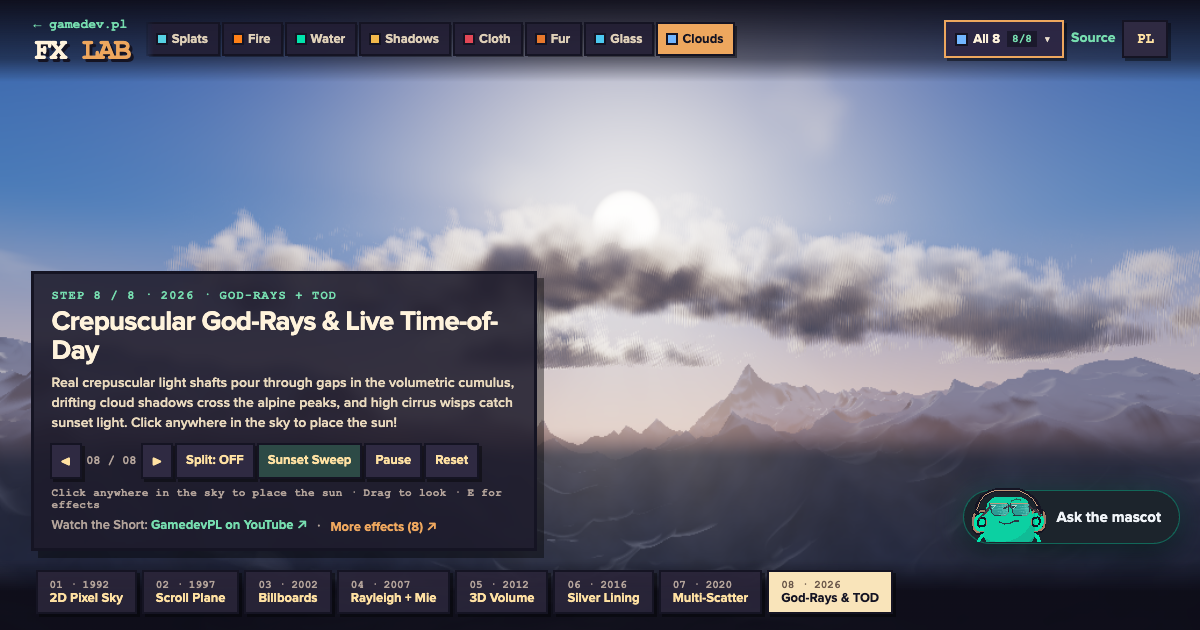 ← gamedev.pl
FX LAB
Splats
Fire
Water
Shadows
Cloth
Fur
Glass
Clouds
All 8 8/8 ▼
Source
PL
STEP 8 / 8 · 2026 · GOD-RAYS + TOD
Crepuscular God-Rays & Live Time-of-
Day
Real crepuscular light shafts pour through gaps in the volumetric cumulus,
drifting cloud shadows cross the alpine peaks, and high cirrus wisps catch
sunset light. Click anywhere in the sky to place the sun!
◀ 08 / 08 ▶ Split: OFF Sunset Sweep Pause Reset
Click anywhere in the sky to place the sun · Drag to look · E for
effects
Watch the Short: GamedevPL on YouTube ↗ · More effects (8) ↗
Ask the mascot
01 · 1992
2D Pixel Sky
02 · 1997
Scroll Plane
03 · 2002
Billboards
04 · 2007
Rayleigh + Mie
05 · 2012
3D Volume
06 · 2016
Silver Lining
07 · 2020
Multi-Scatter
08 · 2026
God-Rays & TOD